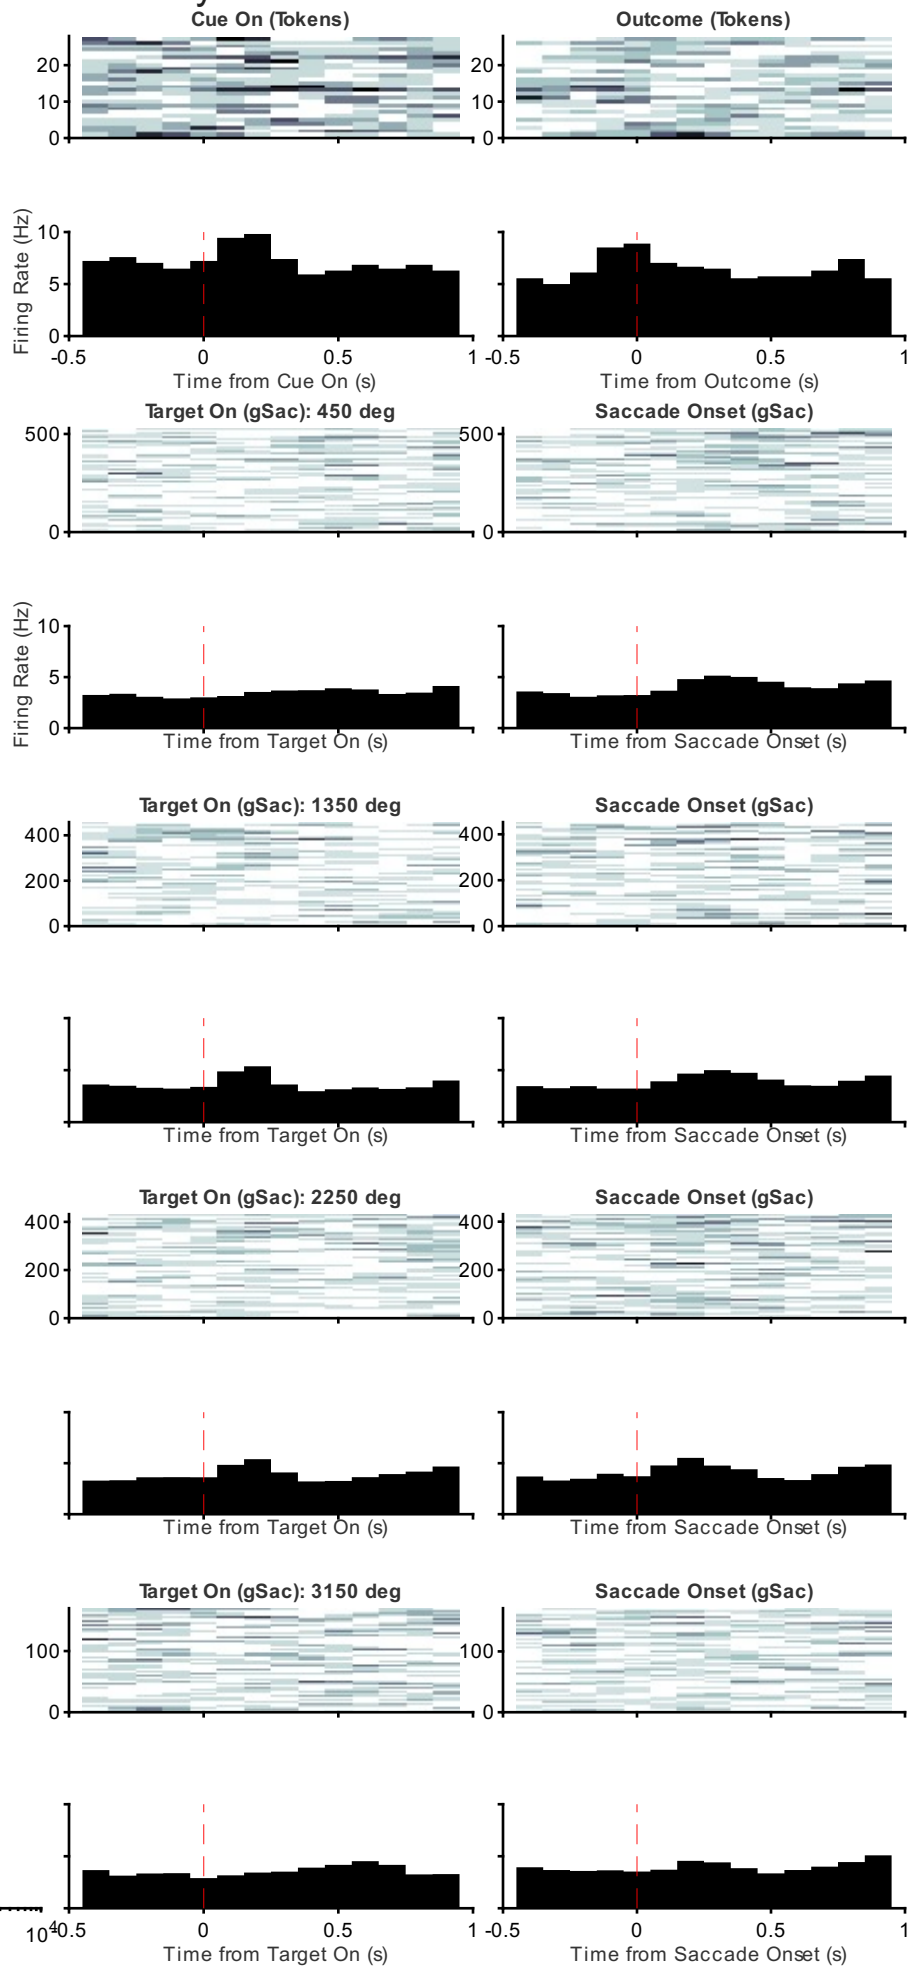 y
Cue On (Tokens) Outcome (Tokens)
20 20
10 10
0 0
Firing Rate (Hz)
10
5
0
-0.5 0 0.5 1 -0.5 0 0.5 1
Time from Cue On (s) Time from Outcome (s)
Target On (gSac): 450 deg Saccade Onset (gSac)
500 500
0 0
Firing Rate (Hz)
10
5
0
Time from Target On (s) Time from Saccade Onset (s)
Target On (gSac): 1350 deg Saccade Onset (gSac)
400 400
200 200
0 0
Time from Target On (s) Time from Saccade Onset (s)
Target On (gSac): 2250 deg Saccade Onset (gSac)
400 400
200 200
0 0
Time from Target On (s) Time from Saccade Onset (s)
Target On (gSac): 3150 deg Saccade Onset (gSac)
100 100
0 0
10⁴ -0.5 0 0.5 1 -0.5 0 0.5 1
Time from Target On (s) Time from Saccade Onset (s)